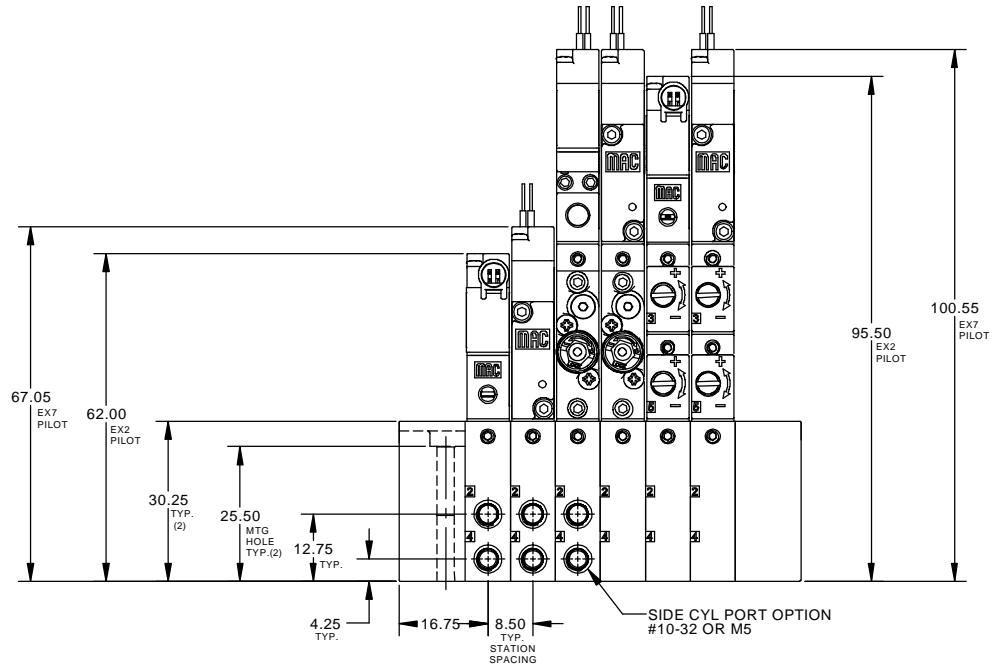 MAC
MAC
MAC
+
+
3
−
3
−
MAC
+
+
−
−
MAC
100.55
EX7
PILOT
95.50
EX2
PILOT
67.05
EX7
PILOT
62.00
EX2
PILOT
30.25
TYP.
(2)
25.50
MTG
HOLE
TYP.(2)
12.75
TYP.
2
2
2
2
2
2
4
4
4
4
4
4
4.25
TYP.
16.75
8.50
TYP.
STATION
SPACING
SIDE CYL PORT OPTION
#10-32 OR M5